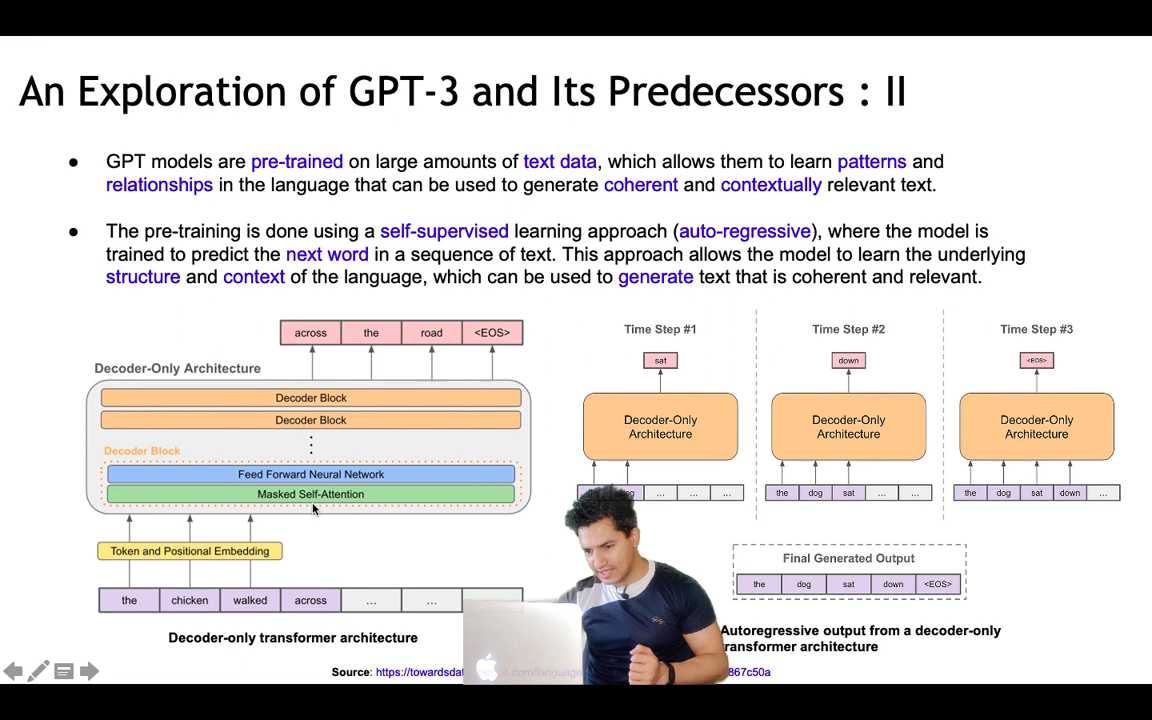 An Exploration of GPT-3 and Its Predecessors : II
● GPT models are pre-trained on large amounts of text data, which allows them to learn patterns and
relationships in the language that can be used to generate coherent and contextually relevant text.
● The pre-training is done using a self-supervised learning approach (auto-regressive), where the model is
trained to predict the next word in a sequence of text. This approach allows the model to learn the underlying
structure and context of the language, which can be used to generate text that is coherent and relevant.
across the road <EOS>
Decoder-Only Architecture
Decoder Block
Decoder Block
Decoder Block
Feed Forward Neural Network
Masked Self-Attention
Token and Positional Embedding
the chicken walked across ... ...
Decoder-only transformer architecture
Time Step #1
sat
Decoder-Only
Architecture
... ... ...
Time Step #2
down
Decoder-Only
Architecture
the dog sat ... ...
Time Step #3
<EOS>
Decoder-Only
Architecture
the dog sat down ...
Final Generated Output
the dog sat down <EOS>
Autoregressive output from a decoder-only
transformer architecture
Source: https://towardsdat a.com/language 867c50a